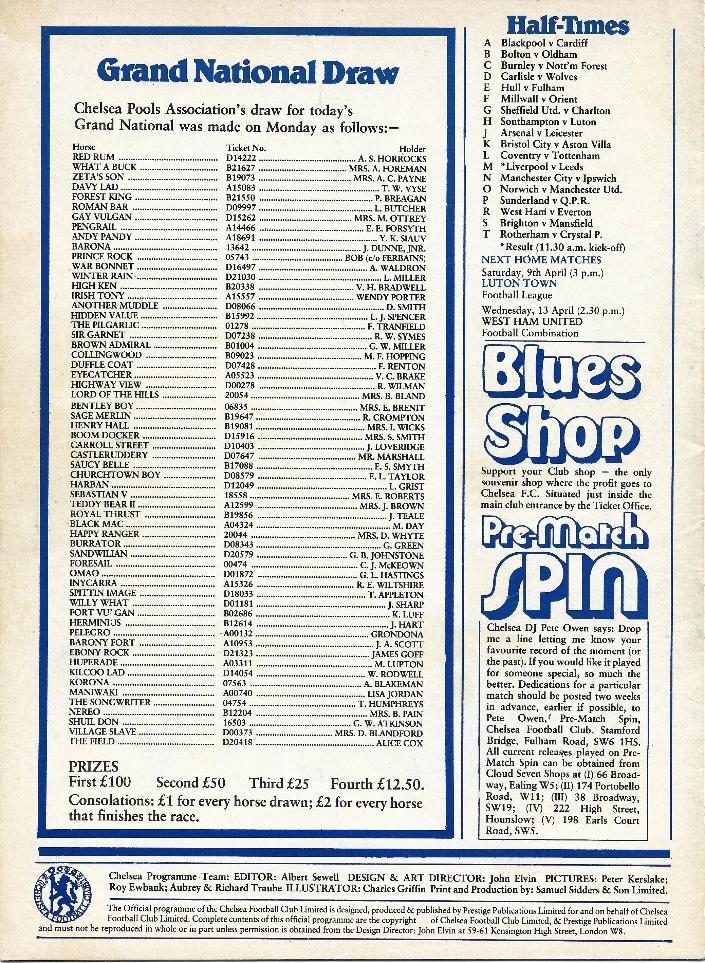 Grand National Draw
Chelsea Pools Association's draw for today's
Grand National was made on Monday as follows:—
Horse Ticket No. Holder
RED RUM D14222 A. S. HORROCKS
WHAT A BUCK B21627 MRS. A. FOREMAN
ZETA'S SON B19073 MRS. A. C. PAYNE
DAVY LAD A15083 T. W. VYSE
FOREST KING B21550 P. BREAGAN
ROMAN BAR D09997 L. BUTCHER
GAY VULGAN D15262 MRS. M. OTTREY
PENGRAIL A14466 E. E. FORSYTH
ANDY PANDY A18691 Y. K. SIAUV
BARONA 13642 J. DUNNE, JNR.
PRINCE ROCK 05743 BOB (c/o FERBAINS;
WAR BONNET D16497 A. WALDRON
WINTER RAIN D21030 L. MILLER
HIGH KEN B20338 V. H. BRADWELL
IRISH TONY A15557 WENDY PORTER
ANOTHER MUDDLE D08066 D. SMITH
HIDDEN VALUE B15992 L. J. SPENCER
THE PILGARLIC 01278 F. TRANFIELD
SIR GARNET D07238 R. W. SYMES
BROWN ADMIRAL B01004 G. W. MILLER
COLLINGWOOD B09023 M. F. HOPPING
DUFFLE COAT D07428 F. RENTON
EYECATCHER A05523 V. C. BRAKE
HIGHWAY VIEW D00278 R. WILMAN
LORD OF THE HILLS 20054 MRS. B. BLAND
BENTLEY BOY 06835 MRS. E. BRENIT
SAGE MERLIN B19647 R. CROMPTON
HENRY HALL B19081 MRS. I. WICKS
BOOM DOCKER D15916 MRS. S. SMITH
CARROLL STREET D10403 J. LOVERIDGE
CASTLERUDDERY D07647 MR. MARSHALL
SAUCY BELLE B17088 E. S. SMYTH
CHURCHTOWN BOY D08579 E. L. TAYLOR
HARBAN D12049 L. GRIST
SEBASTIAN V 18558 MRS. E. ROBERTS
TEDDY BEAR II A12599 MRS. J. BROWN
ROYAL THRUST B19856 J. TEALE
BLACK MAC A04324 M. DAY
HAPPY RANGER 20044 MRS. D. WHYTE
BURRATOR D08343 G. GREEN
SANDWILIAN D20579 G. B. JOHNSTONE
FORESAIL 00474 C. J. McKEOWN
OMAO D01872 G. L. HASTINGS
INYCARRA A15326 R. E. WILTSHIRE
SPITTIN IMAGE D18033 T. APPLETON
WILLY WHAT D01181 J. SHARP
FORT VULGAN B02686 K. LUFF
HERMINIUS B12614 J. HART
PELEGRO A00132 GRONDONA
BARONY FORT A10953 J. A. SCOTT
EBONY ROCK D21323 JAMES GOFF
HUPERADE A03311 M. LUPTON
KILCOO LAD D14054 W. RODWELL
KORONA 07563 A. BLAKEMAN
MANIWAKI A00740 LISA JORDAN
THE SONGWRITER 04754 T. HUMPHREYS
NEREO B12204 MRS. B. PAIN
SHUIL DON 16503 G. W. ATKINSON
VILLAGE SLAVE D00373 MRS. D. BLANDFORD
THE FIELD D20418 ALICE COX
PRIZES
First £100 Second £50 Third £25 Fourth £12.50.
Consolations: £1 for every horse drawn; £2 for every horse
that finishes the race.
Half-Times
A Blackpool v Cardiff
B Bolton v Oldham
C Burnley v Nott'm Forest
D Carlisle v Wolves
E Hull v Fulham
F Millwall v Orient
G Sheffield Utd. v Charlton
H Southampton v Luton
J Arsenal v Leicester
K Bristol City v Aston Villa
L Coventry v Tottenham
M *Liverpool v Leeds
N Manchester City v Ipswich
O Norwich v Manchester Utd.
P Sunderland v Q.P.R.
R West Ham v Everton
S Brighton v Mansfield
T Rotherham v Crystal P.
*Result (11.30 a.m. kick-off)
NEXT HOME MATCHES
Saturday, 9th April (3 p.m.)
LUTON TOWN
Football League
Wednesday, 13 April (2.30 p.m.)
WEST HAM UNITED
Football Combination
Blues
Shop
Support your Club shop — the only
souvenir shop where the profit goes to
Chelsea F.C. Situated just inside the
main club entrance by the Ticket Office.
Pre-Match
SPIN
Chelsea DJ Pete Owen says: Drop
me a line letting me know your
favourite record of the moment (or
the past). If you would like it played
for someone special, so much the
better. Dedications for a particular
match should be posted two weeks
in advance, earlier if possible, to
Pete Owen, Pre-Match Spin,
Chelsea Football Club. Stamford
Bridge, Fulham Road, SW6 1HS.
All current releases played on Pre-
Match Spin can be obtained from
Cloud Seven Shops at (I) 66 Broad-
way, Ealing W5; (II) 174 Portobello
Road, W11; (III) 38 Broadway,
SW19; (IV) 222 High Street,
Hounslow; (V) 198 Earls Court
Road, SW5.
CHELSEA FOOTBALL CLUB
Chelsea Programme Team: EDITOR: Albert Sewell DESIGN & ART DIRECTOR: John Elvin PICTURES: Peter Kerslake;
Roy Ewbank; Aubrey & Richard Traube ILLUSTRATOR: Charles Griffin Print and Production by: Samuel Sidders & Son Limited.
The Official programme of the Chelsea Football Club Limited is designed, produced & published by Prestige Publications Limited for and on behalf of Chelsea
Football Club Limited. Complete contents of this official programme are the copyright of Chelsea Football Club Limited, & Prestige Publications Limited
and must not be reproduced in whole or in part unless permission is obtained from the Design Director: John Elvin at 59-61 Kensington High Street, London W8.